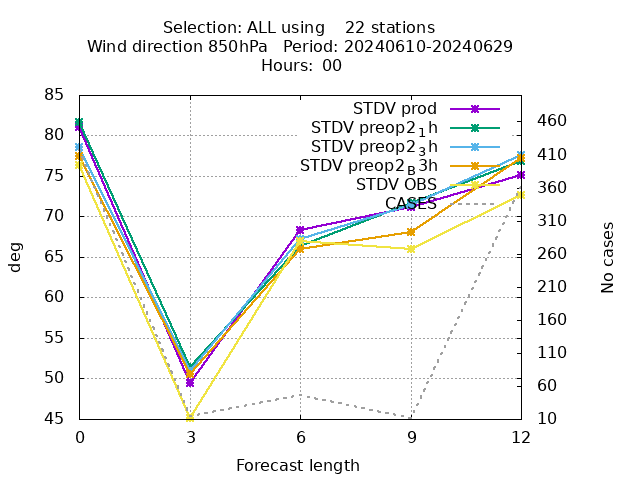 Selection: ALL using    22 stations
Wind direction 850hPa   Period: 20240610-20240629
Hours: 00
85
80
75
70
65
60
55
50
45
deg
STDV prod
STDV preop2₁h
STDV preop2₃h
STDV preop2_B3h
STDV OBS
CASES
460
410
360
310
260
210
160
110
60
10
No cases
0 3 6 9 12
Forecast length